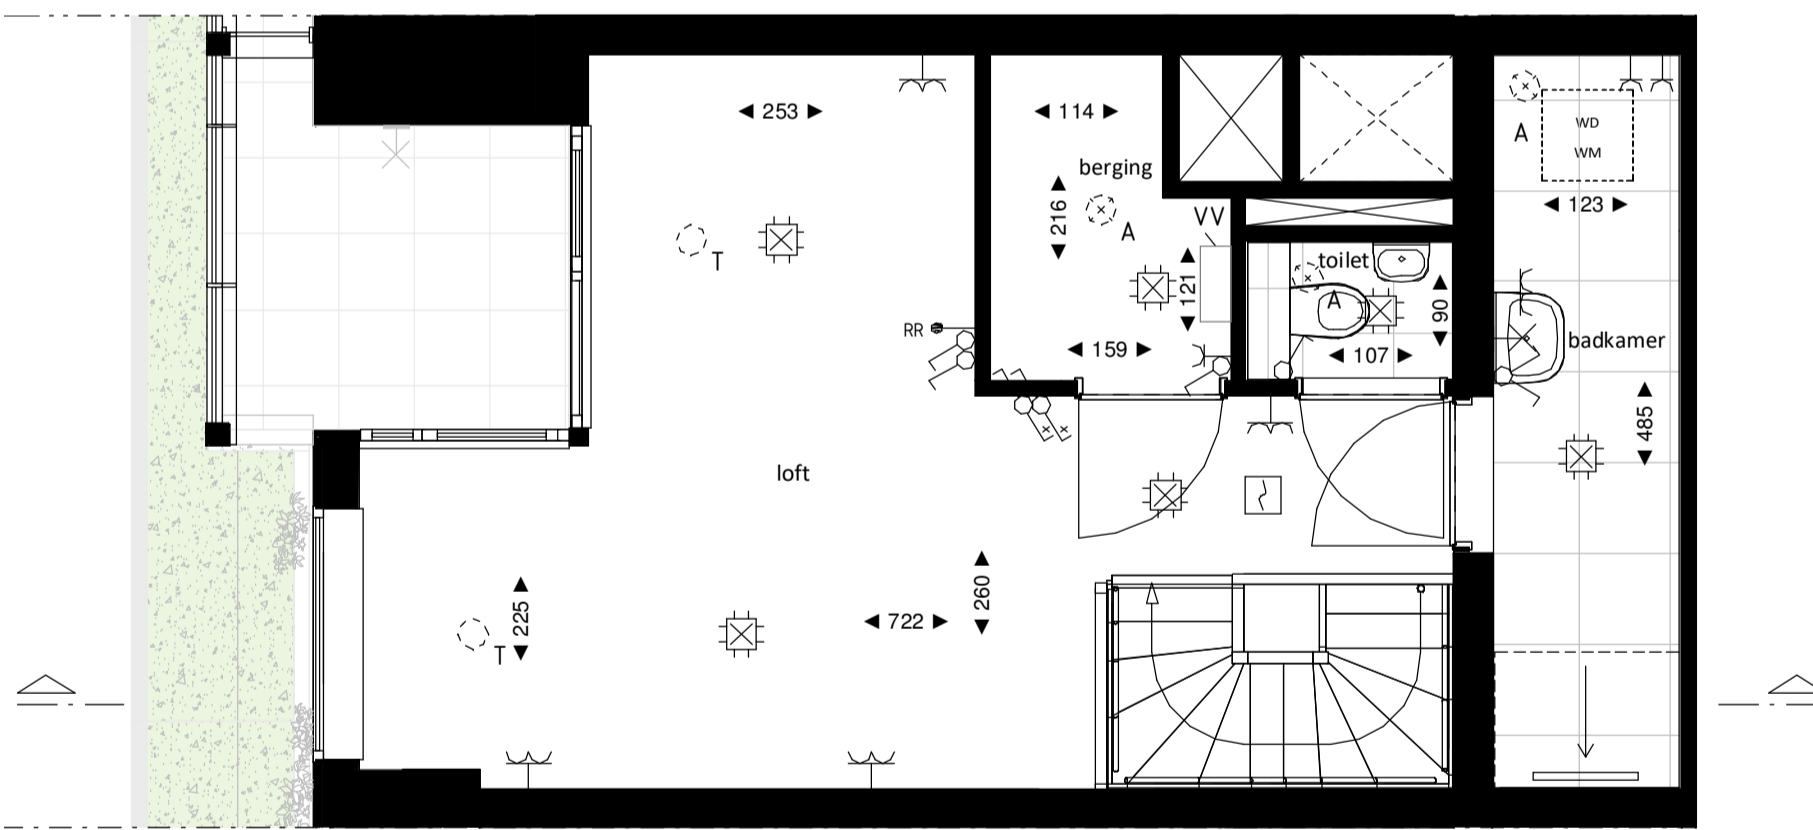 253
114
berging
216
A
VV
121
159
RR
T
toilet
A
90
107
A
WD
WM
123
badkamer
485
loft
225
T
722
260